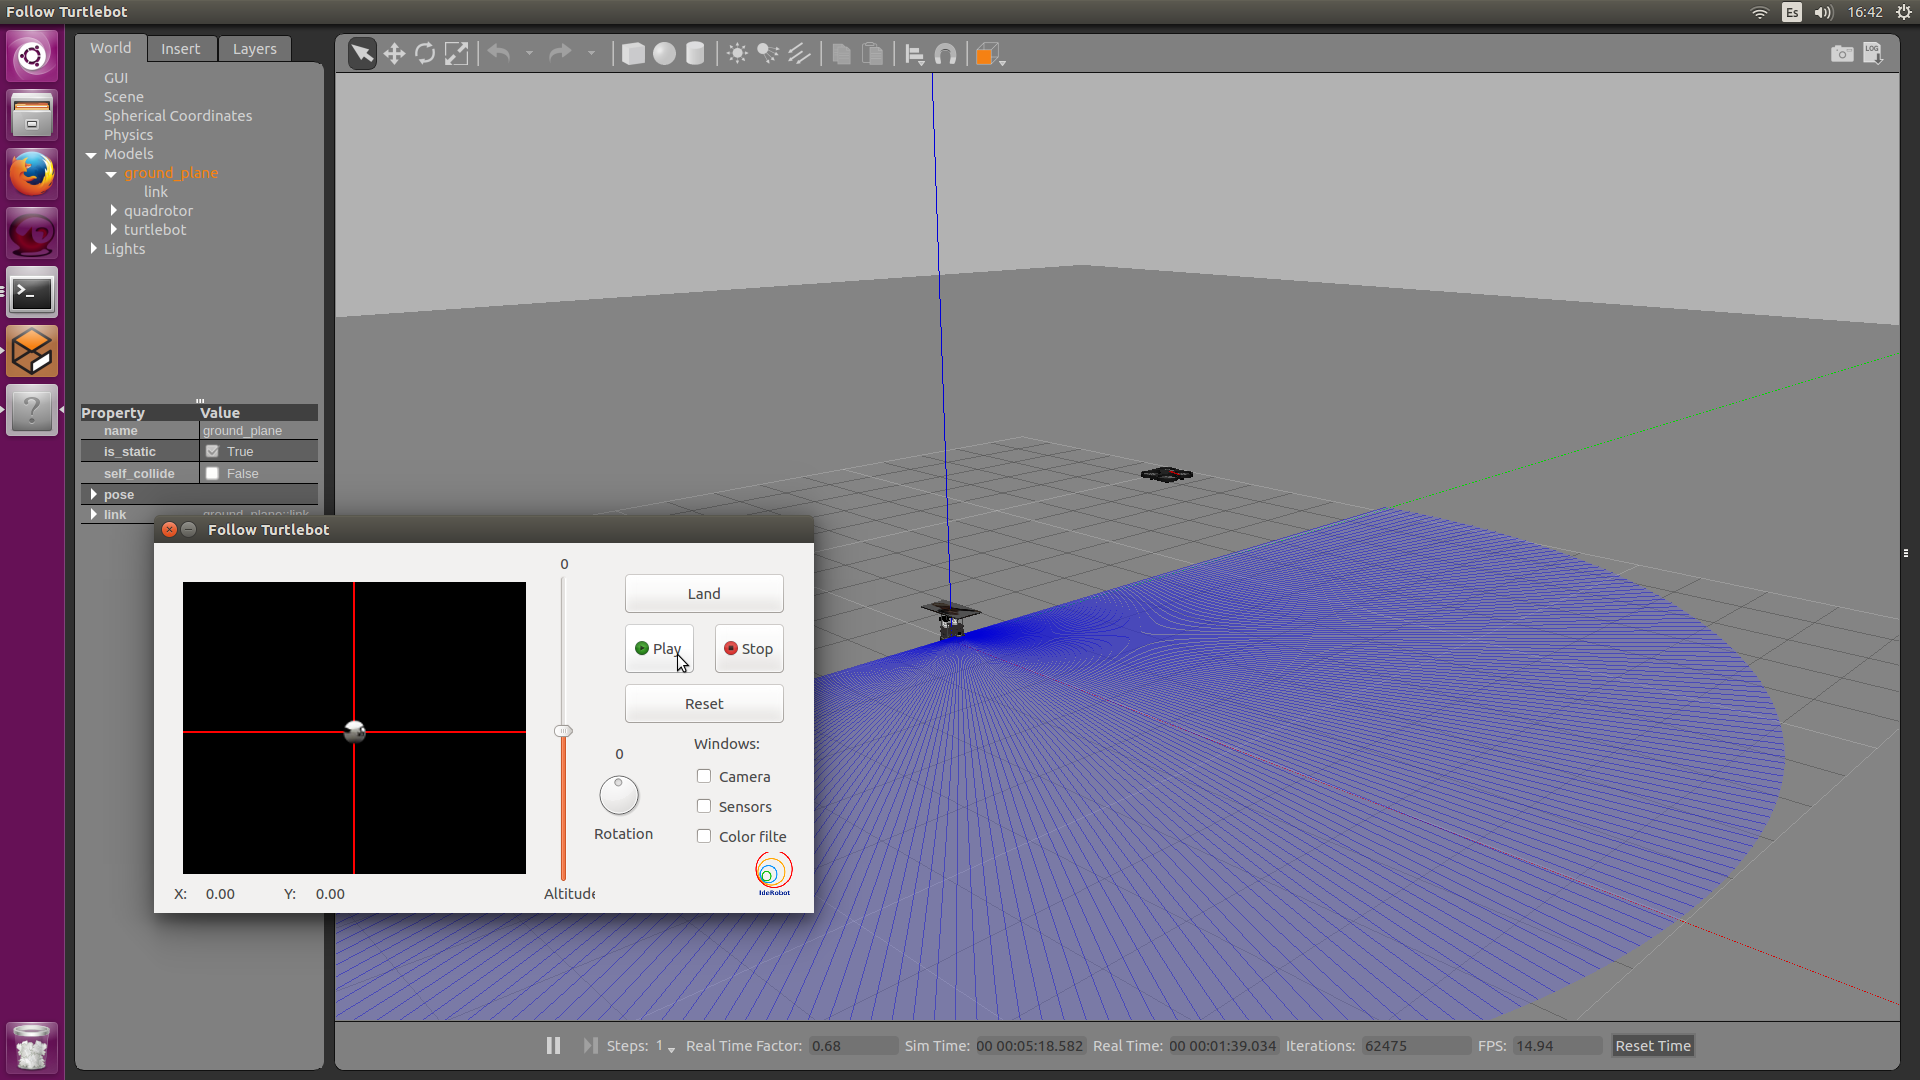 Follow Turtlebot
Es
16:42
World
Insert
Layers
GUI
Scene
Spherical Coordinates
Physics
Models
ground_plane
link
quadrotor
turtlebot
Lights
LOG
Property Value
name ground_plane
is_static True
self_collide False
pose
link ground_plane::link
Follow Turtlebot
0
Land
Play
Stop
Reset
Windows:
0
Camera
Sensors
Rotation
Color filte
IdeRobot
X: 0.00 Y: 0.00
Altitude
Steps: 1 Real Time Factor: 0.68 Sim Time: 00 00:05:18.582 Real Time: 00 00:01:39.034 Iterations: 62475 FPS: 14.94 Reset Time